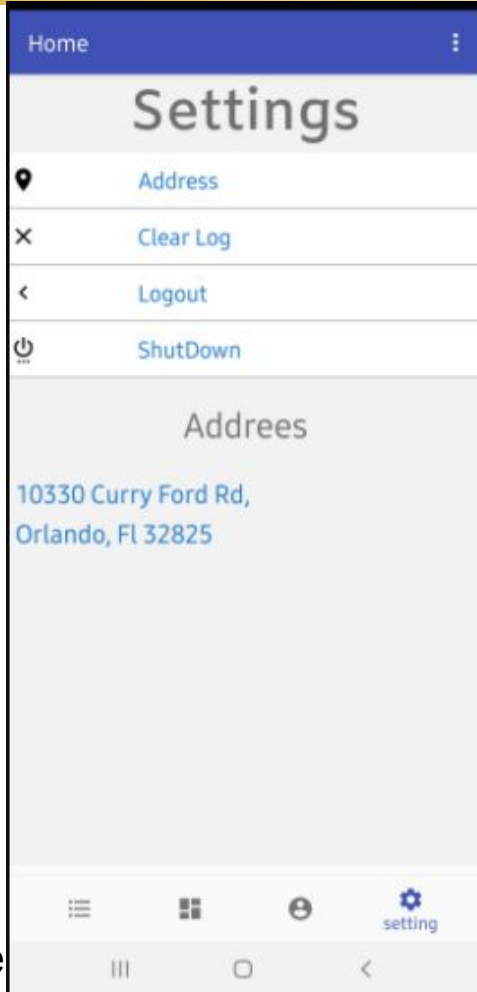 Home
Settings
Address
Clear Log
Logout
ShutDown
Addrees
10330 Curry Ford Rd,
Orlando, Fl 32825
setting
e